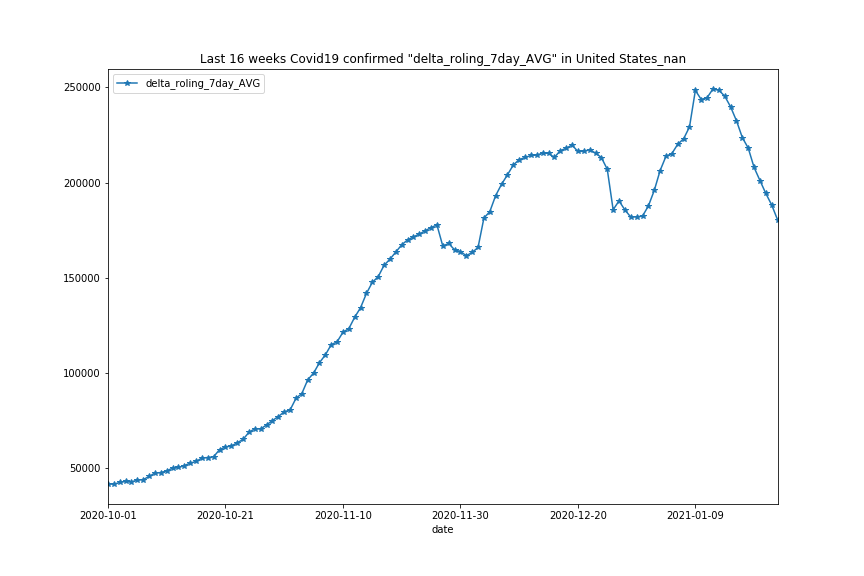 Last 16 weeks Covid19 confirmed "delta_roling_7day_AVG" in United States_nan
delta_roling_7day_AVG
250000
200000
150000
100000
50000
2020-10-01 2020-10-21 2020-11-10 2020-11-30 2020-12-20 2021-01-09
date